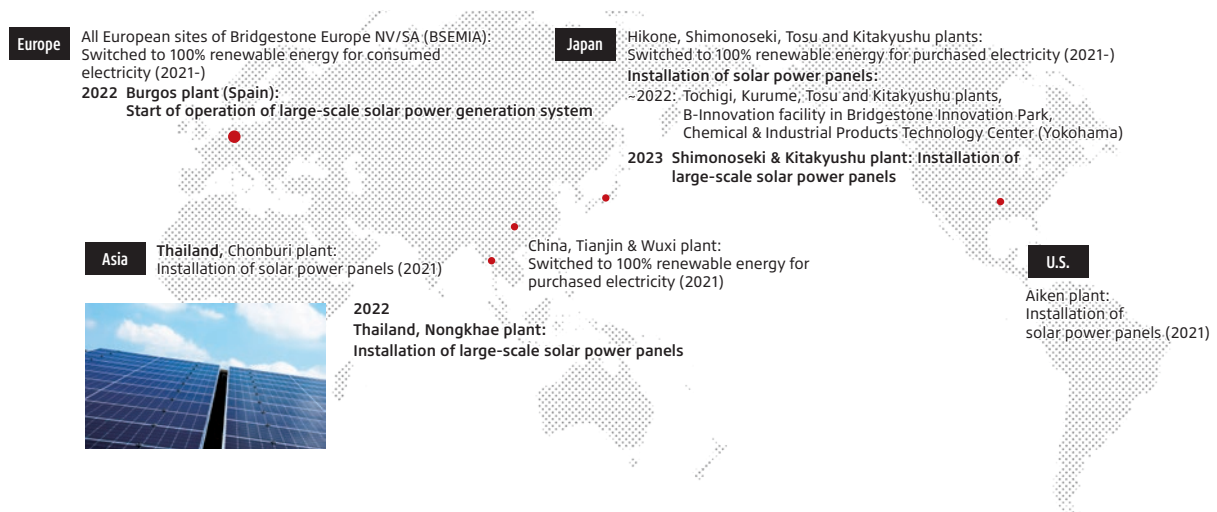 Europe
All European sites of Bridgestone Europe NV/SA (BSEMIA):
Switched to 100% renewable energy for consumed
electricity (2021-)
2022 Burgos plant (Spain):
Start of operation of large-scale solar power generation system
Japan
Hikone, Shimonoseki, Tosu and Kitakyushu plants:
Switched to 100% renewable energy for purchased electricity (2021-)
Installation of solar power panels:
–2022: Tochigi, Kurume, Tosu and Kitakyushu plants,
B-Innovation facility in Bridgestone Innovation Park,
Chemical & Industrial Products Technology Center (Yokohama)
2023 Shimonoseki & Kitakyushu plant: Installation of
large-scale solar power panels
Asia
Thailand, Chonburi plant:
Installation of solar power panels (2021)
China, Tianjin & Wuxi plant:
Switched to 100% renewable energy for
purchased electricity (2021)
2022
Thailand, Nongkhae plant:
Installation of large-scale solar power panels
U.S.
Aiken plant:
Installation of
solar power panels (2021)